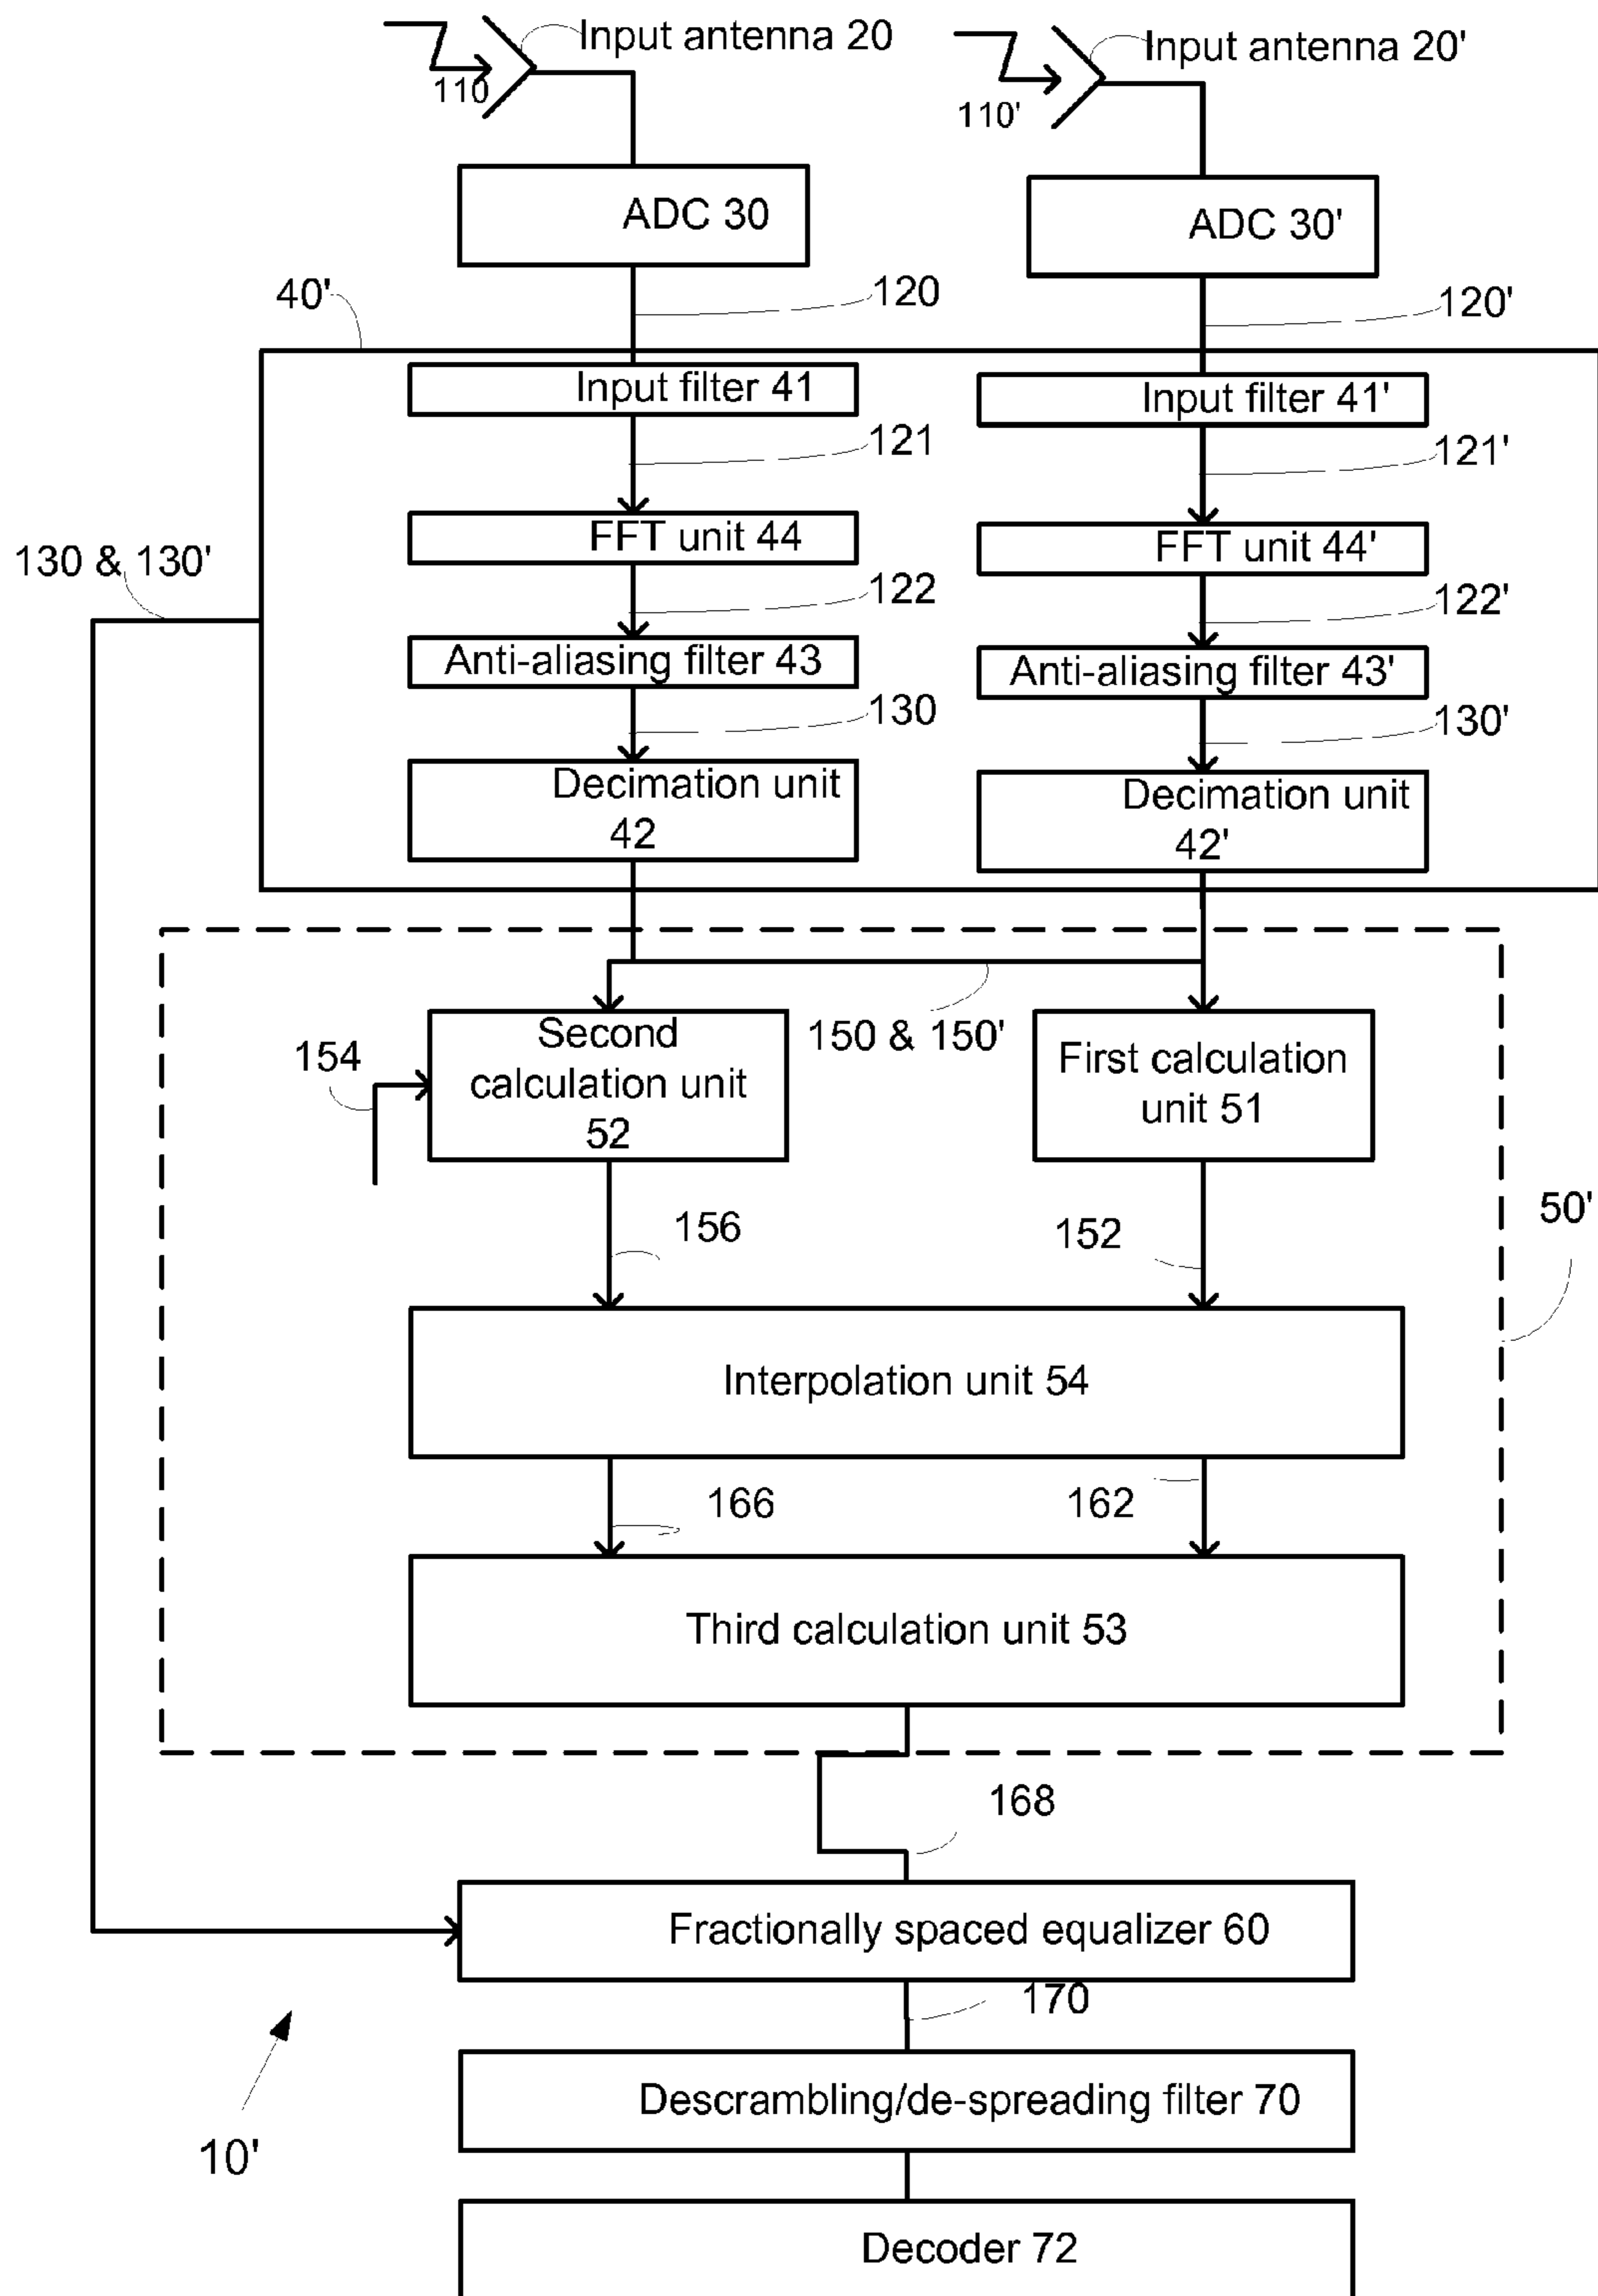 Input antenna 20
Input antenna 20'
110
110'
ADC 30
ADC 30'
40'
120
120'
Input filter 41
Input filter 41'
121
121'
FFT unit 44
FFT unit 44'
130 & 130'
122
122'
Anti-aliasing filter 43
Anti-aliasing filter 43'
130
130'
Decimation unit
42
Decimation unit
42'
154
Second
calculation unit
52
150 & 150'
First calculation
unit 51
50'
156
152
Interpolation unit 54
166
162
Third calculation unit 53
168
Fractionally spaced equalizer 60
170
Descrambling/de-spreading filter 70
10'
Decoder 72